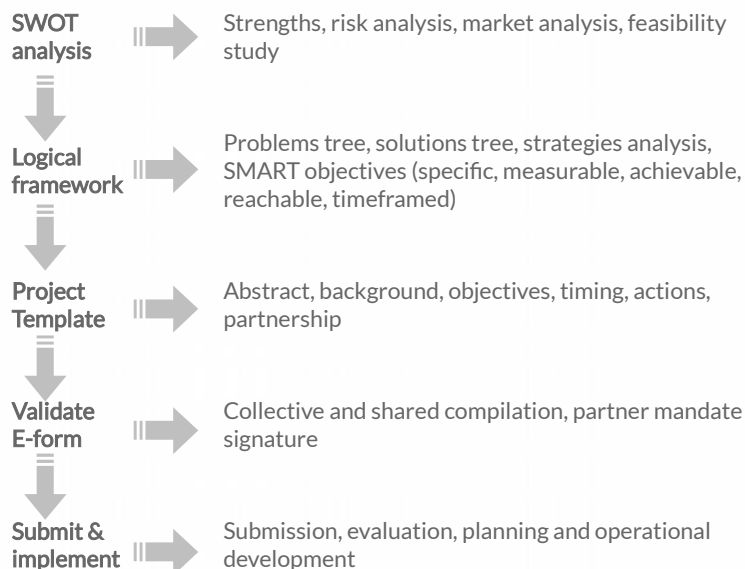 SWOT
analysis
Strengths, risk analysis, market analysis, feasibility
study
Logical
framework
Problems tree, solutions tree, strategies analysis,
SMART objectives (specific, measurable, achievable,
reachable, timeframed)
Project
Template
Abstract, background, objectives, timing, actions,
partnership
Validate
E-form
Collective and shared compilation, partner mandate
signature
Submit &
implement
Submission, evaluation, planning and operational
development